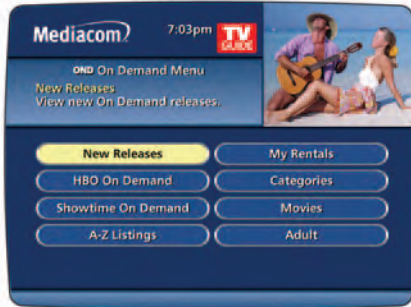 Mediacom
7:03pm
TV
GUIDE
OND On Demand Menu
New Releases
View new On Demand releases.
New Releases
My Rentals
HBO On Demand
Categories
Showtime On Demand
Movies
A-Z Listings
Adult